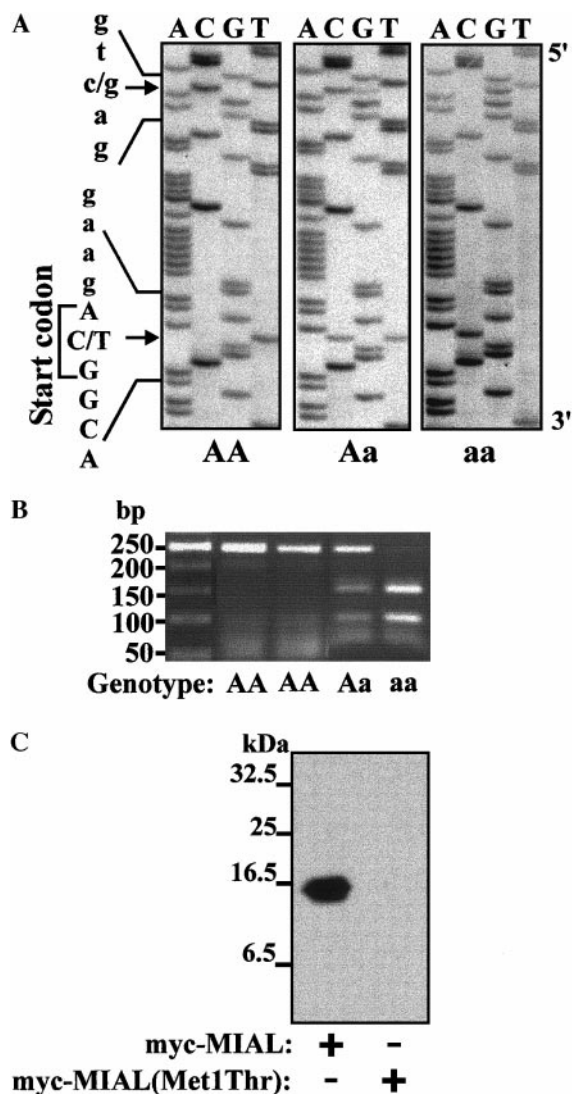 A
A C G T A C G T A C G T
5'
g
t
c/g
a
g
g
a
a
g
A
C/T
G
G
C
A
Start codon
3'
AA Aa aa
B
bp
250
200
150
100
50
Genotype: AA AA Aa aa
C
kDa
32.5
25
16.5
6.5
myc-MIAL: + -
myc-MIAL(Met1Thr): - +